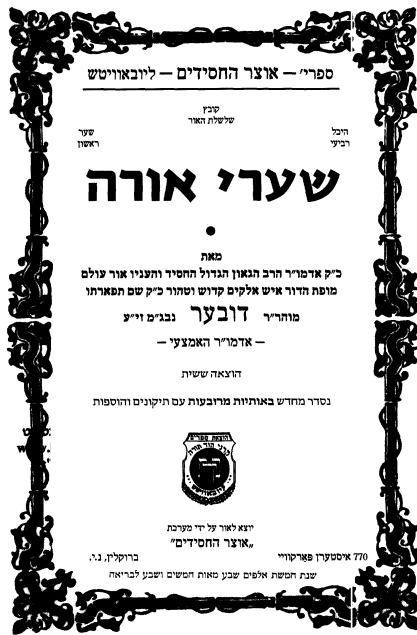 ספרי׳ — אוצר החסידים — ליובאוויטש
קובץ
שלשלת האור
היכל
רביעי
שער
ראשון
שערי אורה
•
מאת
כ״ק אדמו״ר הרב הגאון הגדול החסיד והעניו אור עולם
מופת הדור איש אלקים קדוש וטהור כ״ק שם תפארתו
מוהר״ר דובער נבג״מ זי״ע
— אדמו״ר האמצעי —
הוצאה ששית
נסדר מחדש באותיות מרובעות עם תיקונים והוספות
יוצא לאור על ידי מערכת
„אוצר החסידים״
770 איסטערן פארקוויי ברוקלין, נ.י.
שנת חמשת אלפים שבע מאות חמשים ושבע לבריאה